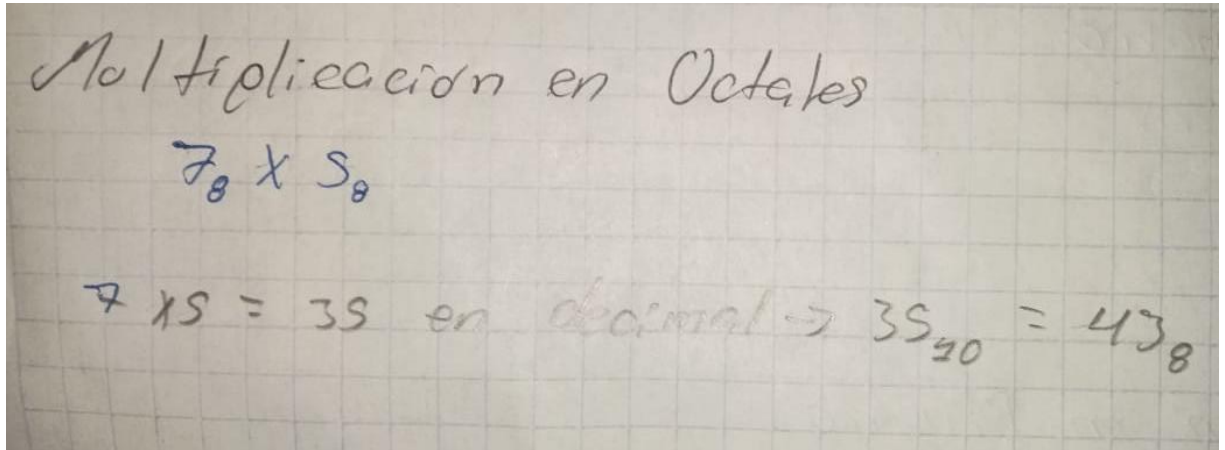 Multiplicación en Octales
7₈ x 5₈
7 x 5 = 35 en decimal → 35₁₀ = 43₈